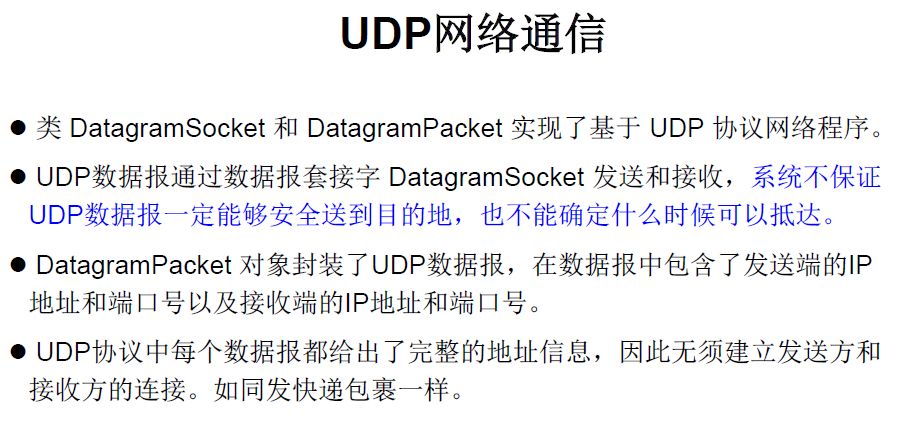 UDP网络通信
● 类 DatagramSocket 和 DatagramPacket 实现了基于 UDP 协议网络程序。
● UDP数据报通过数据报套接字 DatagramSocket 发送和接收，系统不保证
UDP数据报一定能够安全送到目的地，也不能确定什么时候可以抵达。
● DatagramPacket 对象封装了UDP数据报，在数据报中包含了发送端的IP
地址和端口号以及接收端的IP地址和端口号。
● UDP协议中每个数据报都给出了完整的地址信息，因此无须建立发送方和
接收方的连接。如同发快递包裹一样。